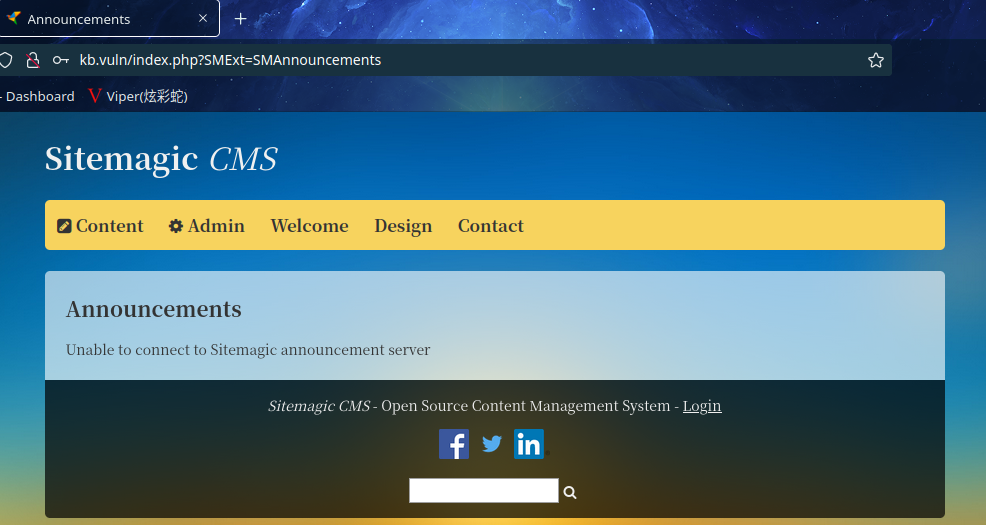 Announcements
kb.vuln/index.php?SMExt=SMAnnouncements
- Dashboard V Viper(炫彩蛇)
Sitemagic CMS
Content Admin Welcome Design Contact
Announcements
Unable to connect to Sitemagic announcement server
Sitemagic CMS - Open Source Content Management System - Login
f in